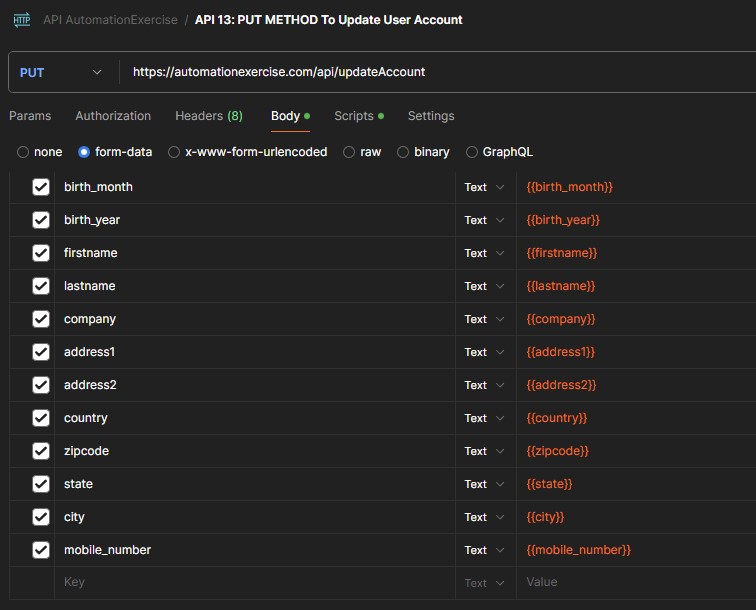 HTTP API AutomationExercise / API 13: PUT METHOD To Update User Account
PUT https://automationexercise.com/api/updateAccount
Params Authorization Headers (8) Body Scripts Settings
none form-data x-www-form-urlencoded raw binary GraphQL
birth_month Text {{birth_month}}
birth_year Text {{birth_year}}
firstname Text {{firstname}}
lastname Text {{lastname}}
company Text {{company}}
address1 Text {{address1}}
address2 Text {{address2}}
country Text {{country}}
zipcode Text {{zipcode}}
state Text {{state}}
city Text {{city}}
mobile_number Text {{mobile_number}}
Key Text Value